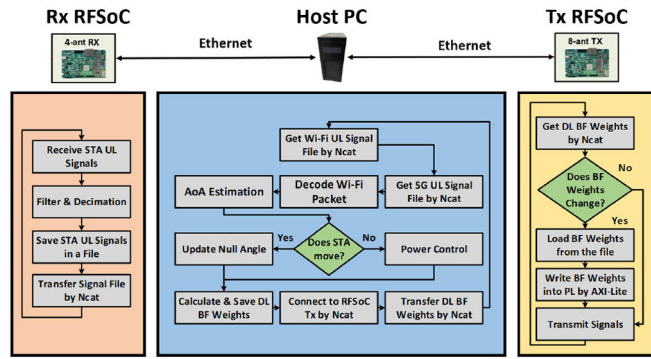 Rx RFSoC
Host PC
Tx RFSoC
4-ant RX
Ethernet
Ethernet
8-ant TX
Receive STA UL
Signals
Filter & Decimation
Save STA UL Signals
in a File
Transfer Signal File
by Ncat
Get Wi-Fi UL Signal
File by Ncat
AoA Estimation
Decode Wi-Fi
Packet
Get 5G UL Signal
File by Ncat
Update Null Angle
Yes
Does STA
move?
No
Power Control
Calculate & Save DL
BF Weights
Connect to RFSoC
Tx by Ncat
Transfer DL BF
Weights by Ncat
Get DL BF Weights
by Ncat
No
Does BF
Weights
Change?
Yes
Load BF Weights
from the file
Write BF Weights
into PL by AXI-Lite
Transmit Signals